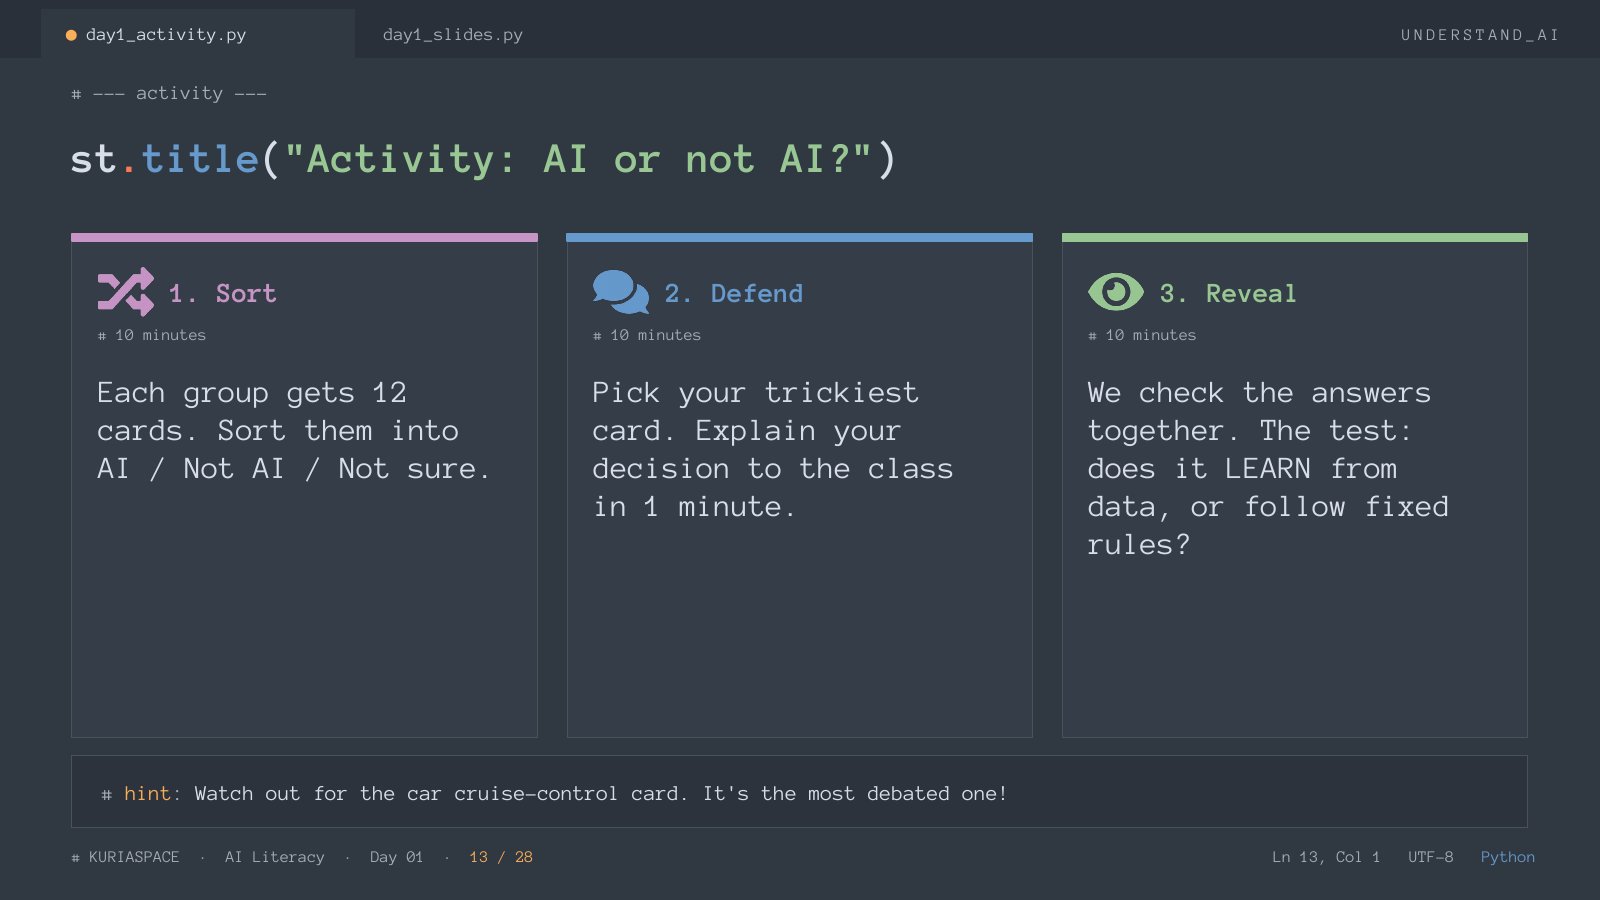 day1_activity.py
day1_slides.py
UNDERSTAND_AI
# --- activity ---
st.title("Activity: AI or not AI?")
1. Sort
# 10 minutes
Each group gets 12
cards. Sort them into
AI / Not AI / Not sure.
2. Defend
# 10 minutes
Pick your trickiest
card. Explain your
decision to the class
in 1 minute.
3. Reveal
# 10 minutes
We check the answers
together. The test:
does it LEARN from
data, or follow fixed
rules?
# hint: Watch out for the car cruise-control card. It's the most debated one!
# KURIASPACE · AI Literacy · Day 01 · 13 / 28
Ln 13, Col 1 UTF-8 Python